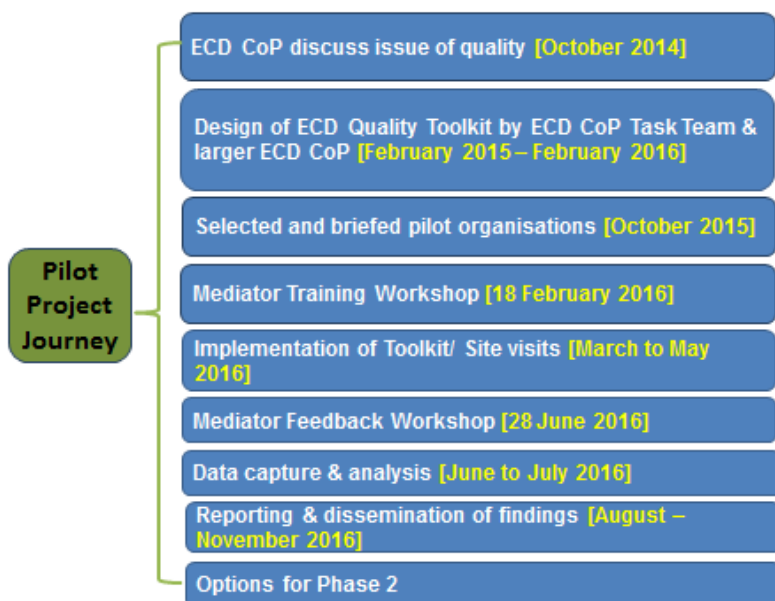 Pilot
Project
Journey
ECD CoP discuss issue of quality [October 2014]
Design of ECD Quality Toolkit by ECD CoP Task Team &
larger ECD CoP [February 2015 – February 2016]
Selected and briefed pilot organisations [October 2015]
Mediator Training Workshop [18 February 2016]
Implementation of Toolkit/ Site visits [March to May
2016]
Mediator Feedback Workshop [28 June 2016]
Data capture & analysis [June to July 2016]
Reporting & dissemination of findings [August –
November 2016]
Options for Phase 2